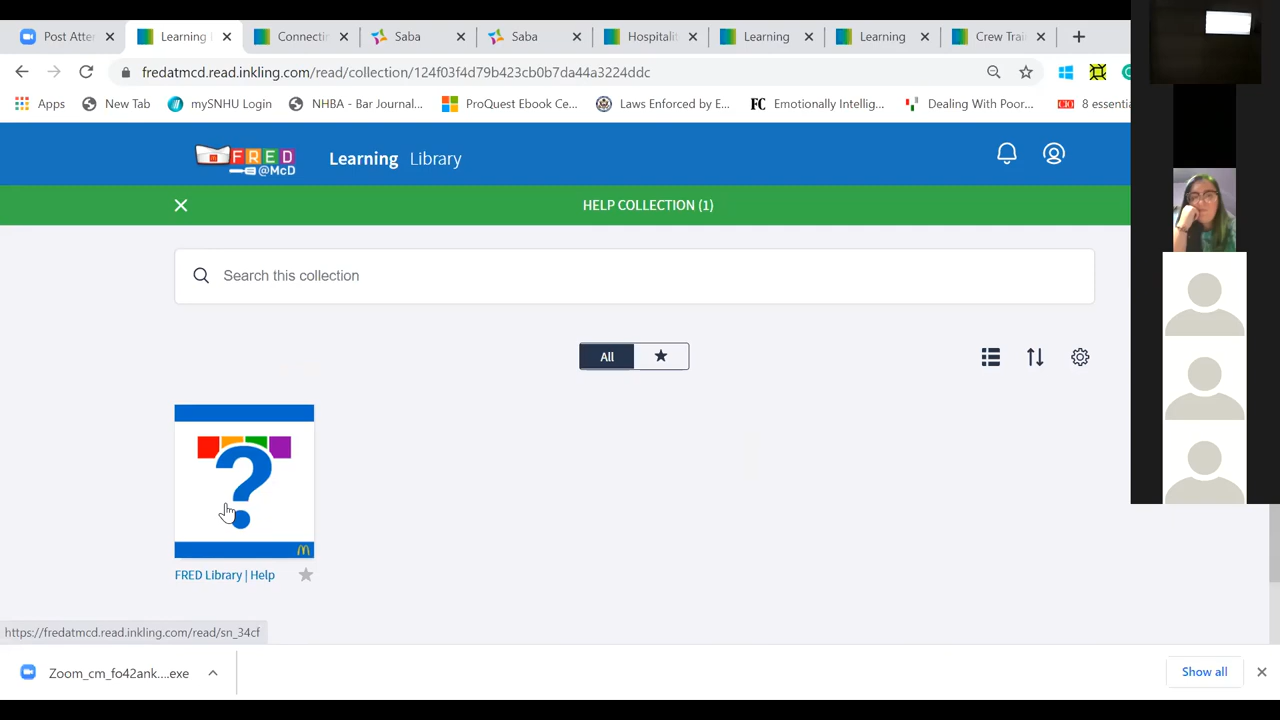 Post Atte
Learning
Connectin
Saba
Saba
Hospitali
Learning
Learning
Crew Trai
fredatmcd.read.inkling.com/read/collection/124f03f4d79b423cb0b7da44a3224ddc
Apps
New Tab
mySNHU Login
NHBA - Bar Journal...
ProQuest Ebook Ce...
Laws Enforced by E...
FC Emotionally Intellig...
Dealing With Poor...
8 essentia
FRED
@McD
Learning
Library
HELP COLLECTION (1)
Search this collection
All
?
FRED Library | Help
https://fredatmcd.read.inkling.com/read/sn_34cf
Zoom_cm_fo42ank....exe
Show all